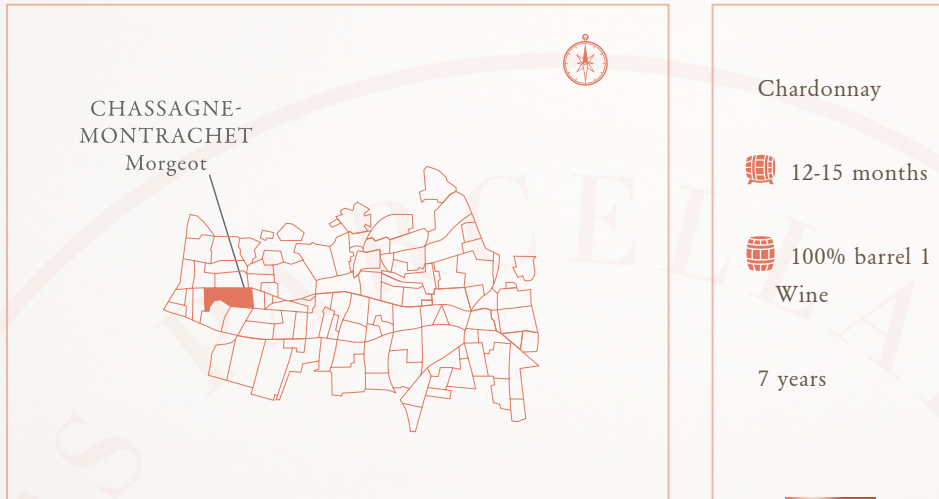 CHASSAGNE-
MONTRACHET
Morgeot
Chardonnay
12-15 months
100% barrel 1
Wine
7 years